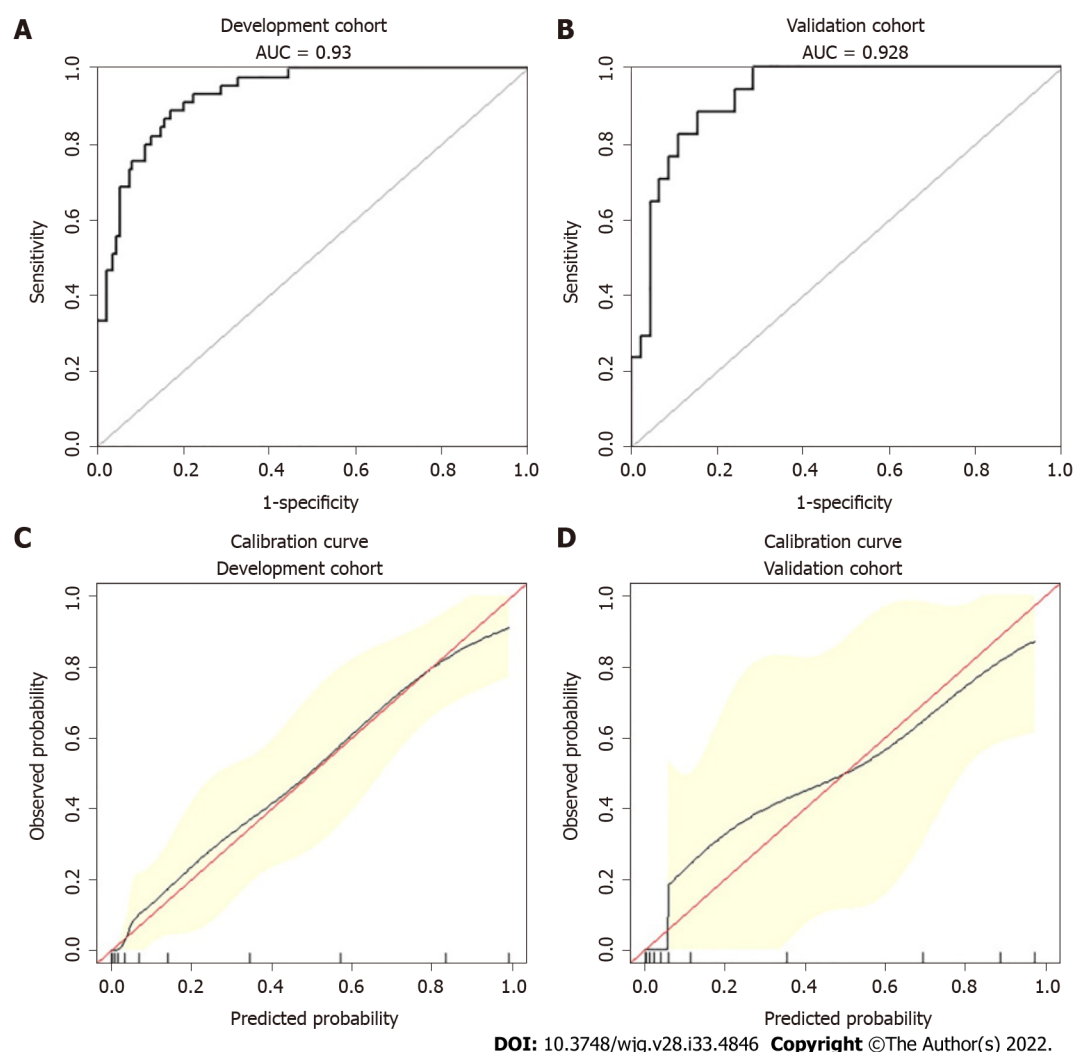 A
Development cohort
AUC = 0.93
Sensitivity
1.0
0.8
0.6
0.4
0.2
0.0
0.0 0.2 0.4 0.6 0.8 1.0
1-specificity
B
Validation cohort
AUC = 0.928
Sensitivity
1.0
0.8
0.6
0.4
0.2
0.0
0.0 0.2 0.4 0.6 0.8 1.0
1-specificity
C
Calibration curve
Development cohort
Observed probability
1.0
0.8
0.6
0.4
0.2
0.0
0.0 0.2 0.4 0.6 0.8 1.0
Predicted probability
D
Calibration curve
Validation cohort
Observed probability
1.0
0.8
0.6
0.4
0.2
0.0
0.0 0.2 0.4 0.6 0.8 1.0
Predicted probability
DOI: 10.3748/wjg.v28.i33.4846 Copyright ©The Author(s) 2022.